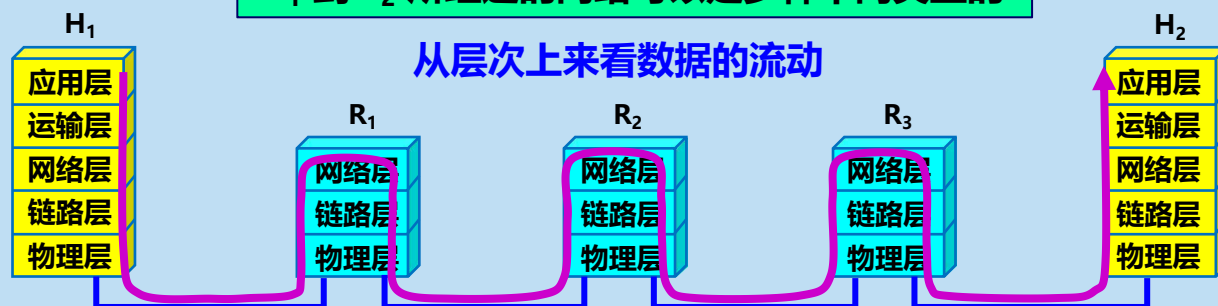 H₁
H₂
从层次上来看数据的流动
R₁
R₂
R₃
应用层
运输层
网络层
链路层
物理层
网络层
链路层
物理层
网络层
链路层
物理层
网络层
链路层
物理层
应用层
运输层
网络层
链路层
物理层